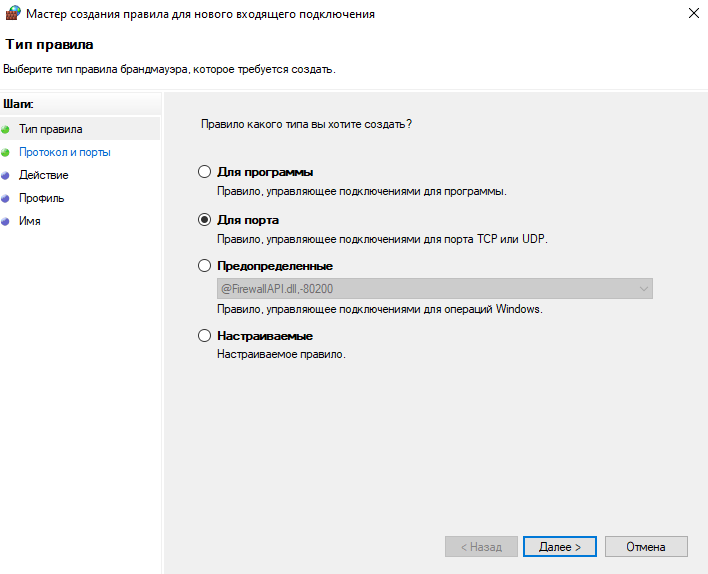 Мастер создания правила для нового входящего подключения
Тип правила
Выберите тип правила брандмауэра, которое требуется создать.
Шаги:
Тип правила
Протокол и порты
Действие
Профиль
Имя
Правило какого типа вы хотите создать?
Для программы
Правило, управляющее подключениями для программы.
Для порта
Правило, управляющее подключениями для порта TCP или UDP.
Предопределенные
@FirewallAPI.dll,-80200
Правило, управляющее подключениями для операций Windows.
Настраиваемые
Настраиваемое правило.
< Назад
Далее >
Отмена